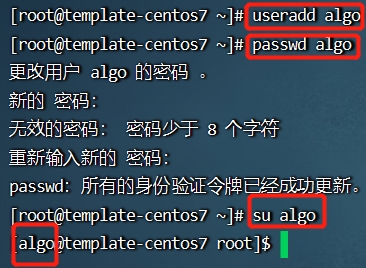 [root@template-centos7 ~]# useradd algo
[root@template-centos7 ~]# passwd algo
更改用户 algo 的密码 。
新的 密码：
无效的密码： 密码少于 8 个字符
重新输入新的 密码：
passwd：所有的身份验证令牌已经成功更新。
[root@template-centos7 ~]# su algo
[algo@template-centos7 root]$